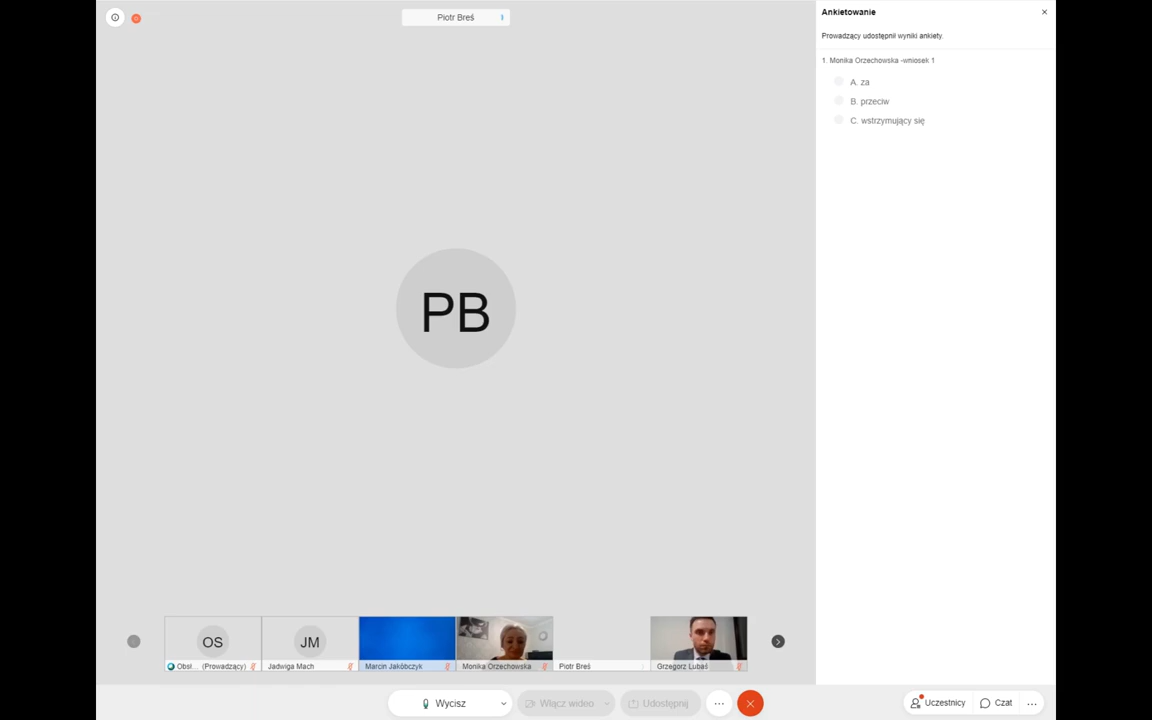 Piotr Breś
Ankietowanie
Prowadzący udostępnił wyniki ankiety.
1. Monika Orzechowska -wniosek 1
A. za
B. przeciw
C. wstrzymujący się
PB
OS
JM
Obsł... (Prowadzący)
Jadwiga Mach
Marcin Jakóbczyk
Monika Orzechowska
Piotr Breś
Grzegorz Lubaś
Wycisz
Włącz wideo
Udostępnij
Uczestnicy
Czat